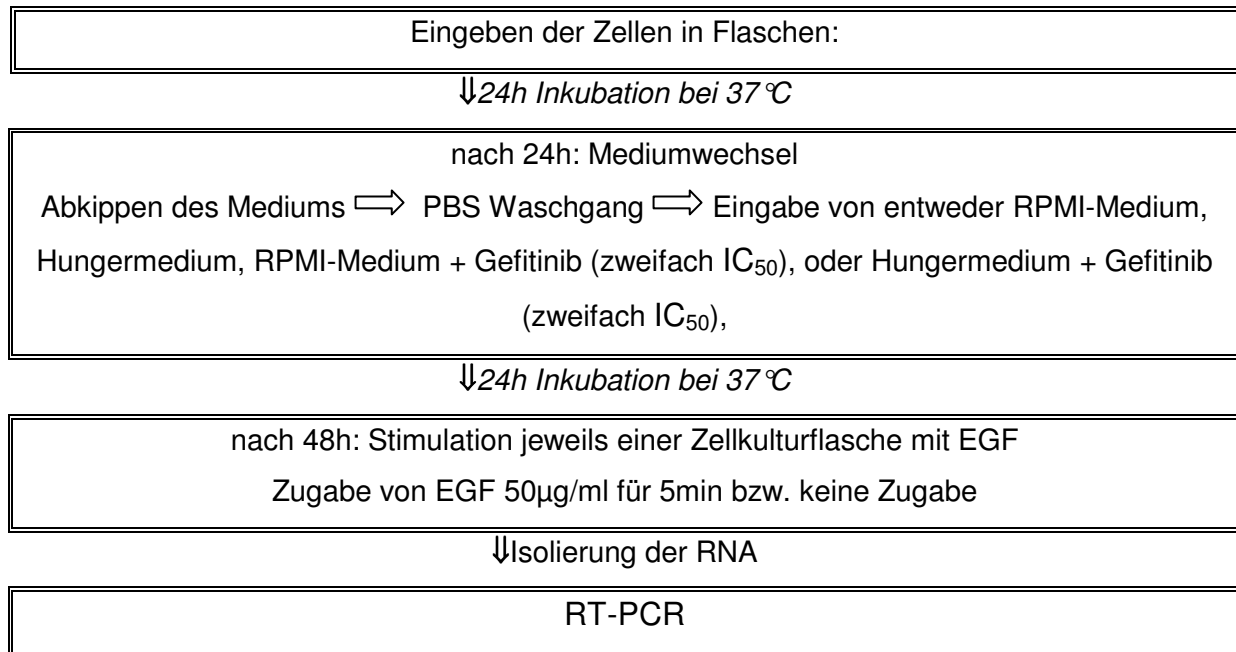 Eingeben der Zellen in Flaschen:
⇓24h Inkubation bei 37°C
nach 24h: Mediumwechsel
Abkippen des Mediums ⇨ PBS Waschgang ⇨ Eingabe von entweder RPMI-Medium,
Hungermedium, RPMI-Medium + Gefitinib (zweifach IC₅₀), oder Hungermedium + Gefitinib
(zweifach IC₅₀),
⇓24h Inkubation bei 37°C
nach 48h: Stimulation jeweils einer Zellkulturflasche mit EGF
Zugabe von EGF 50µg/ml für 5min bzw. keine Zugabe
⇓Isolierung der RNA
RT-PCR